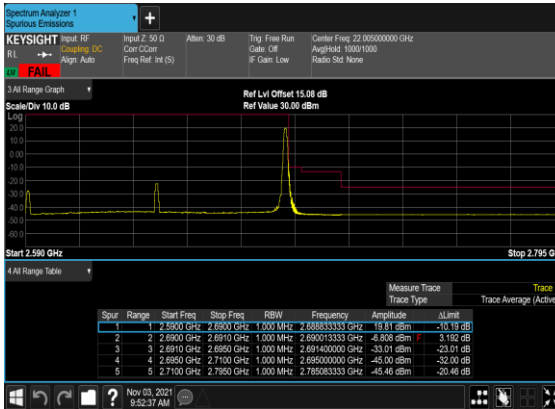 Spectrum Analyzer 1
Spurious Emissions
+
KEYSIGHT Input: RF Input Z: 50 Ω Atten: 30 dB Trig: Free Run Center Freq: 22.005000000 GHz
RL Coupling: DC Corr CCorr Gate: Off Avg|Hold: 1000/1000
Align: Auto Freq Ref: Int (S) IF Gain: Low Radio Std: None
FAIL
3 All Range Graph
Ref Lvl Offset 15.08 dB
Scale/Div 10.0 dB Ref Value 30.00 dBm
Log
20.0
10.0
0.00
-10.0
-20.0
-30.0
-40.0
-50.0
-60.0
Start 2.590 GHz Stop 2.795 G
4 All Range Table
Measure Trace Trace
Trace Type Trace Average (Active
Spur Range Start Freq Stop Freq RBW Frequency Amplitude ΔLimit
1 1 2.5900 GHz 2.6900 GHz 1.000 MHz 2.688833333 GHz 19.81 dBm -10.19 dB
2 2 2.6900 GHz 2.6910 GHz 1.000 MHz 2.690013333 GHz -6.808 dBm F 3.192 dB
3 3 2.6910 GHz 2.6950 GHz 1.000 MHz 2.691400000 GHz -33.01 dBm -23.01 dB
4 4 2.6950 GHz 2.7100 GHz 1.000 MHz 2.695000000 GHz -45.00 dBm -32.00 dB
5 5 2.7100 GHz 2.7950 GHz 1.000 MHz 2.785083333 GHz -45.46 dBm -20.46 dB
? Nov 03, 2021
9:52:37 AM